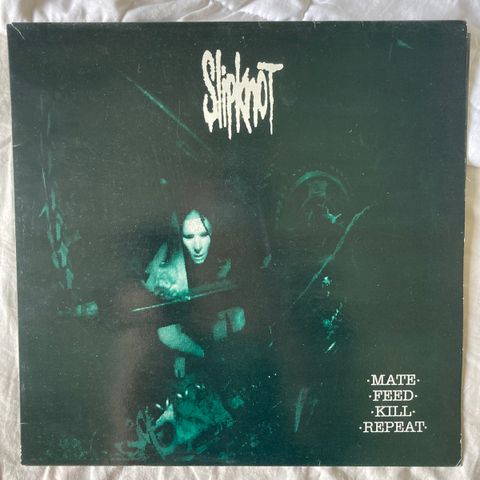 SlipknoT
·MATE·
·FEED·
·KILL·
·REPEAT·